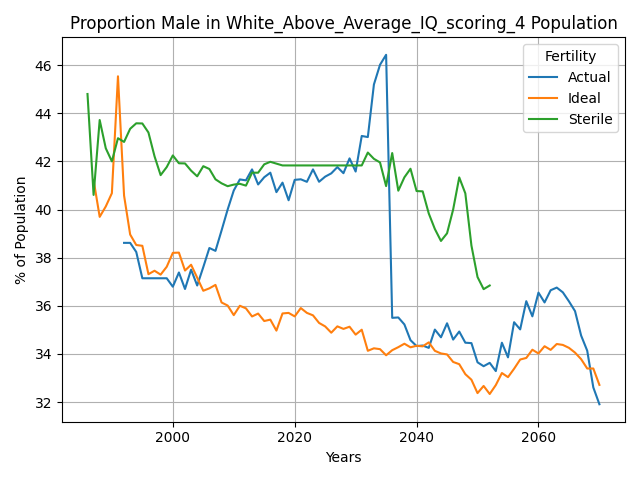 Proportion Male in White_Above_Average_IQ_scoring_4 Population
Fertility
Actual
Ideal
Sterile
% of Population
46
44
42
40
38
36
34
32
2000
2020
2040
2060
Years